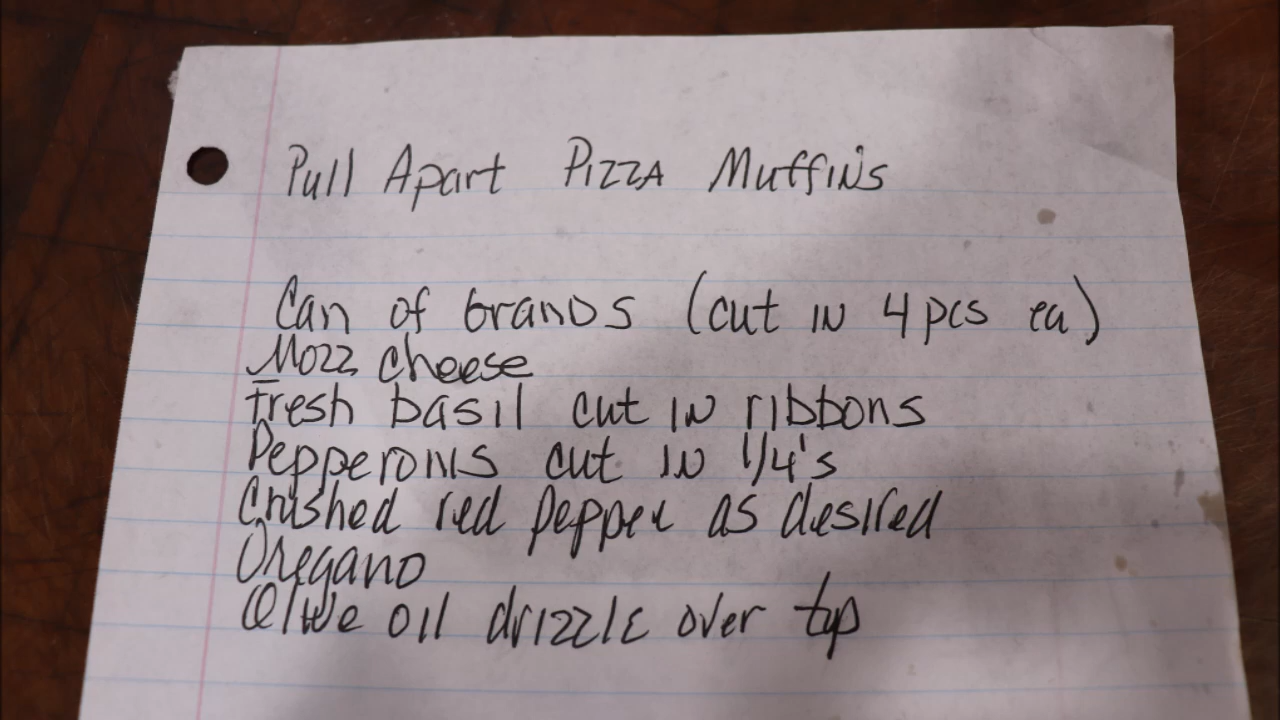 Pull Apart Pizza Muffins
Can of Grands (cut in 4 pcs ea)
Mozz cheese
Fresh basil cut in ribbons
Pepperonis cut in 1/4's
Crushed red pepper as desired
Oregano
Olive oil drizzle over top